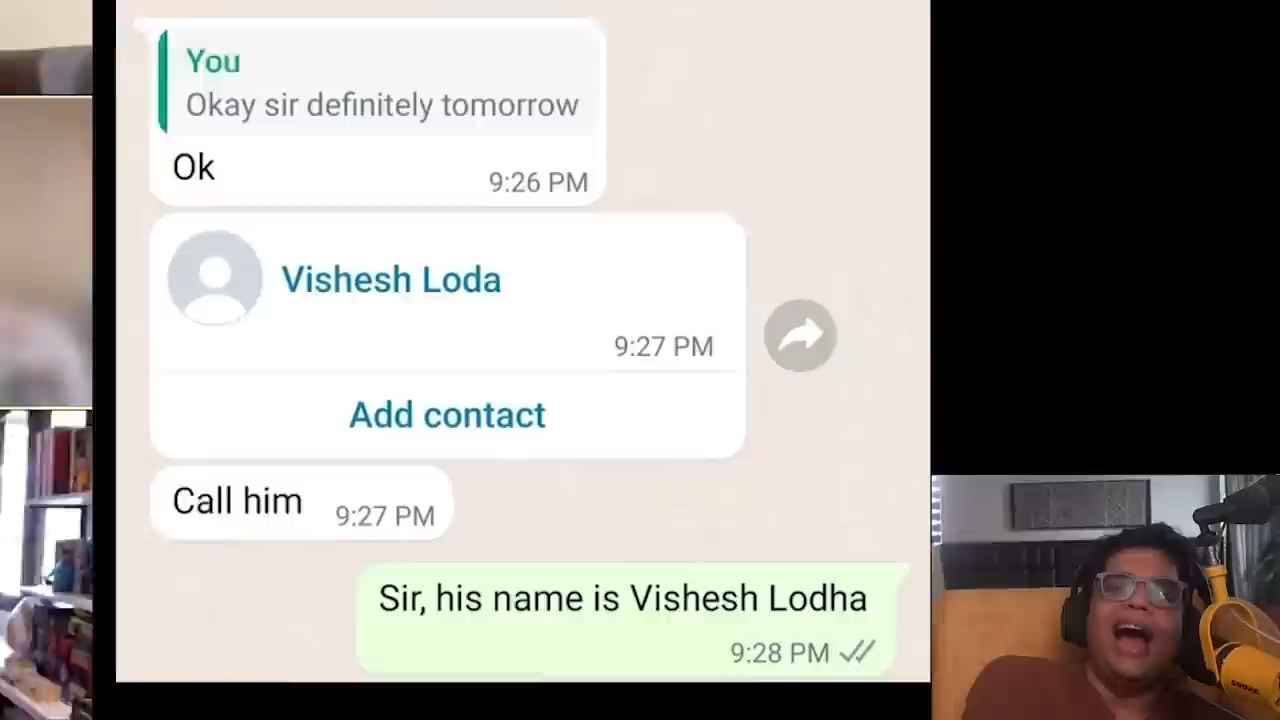 You
Okay sir definitely tomorrow
Ok
9:26 PM
Vishesh Loda
9:27 PM
Add contact
Call him
9:27 PM
Sir, his name is Vishesh Lodha
9:28 PM
SHURE